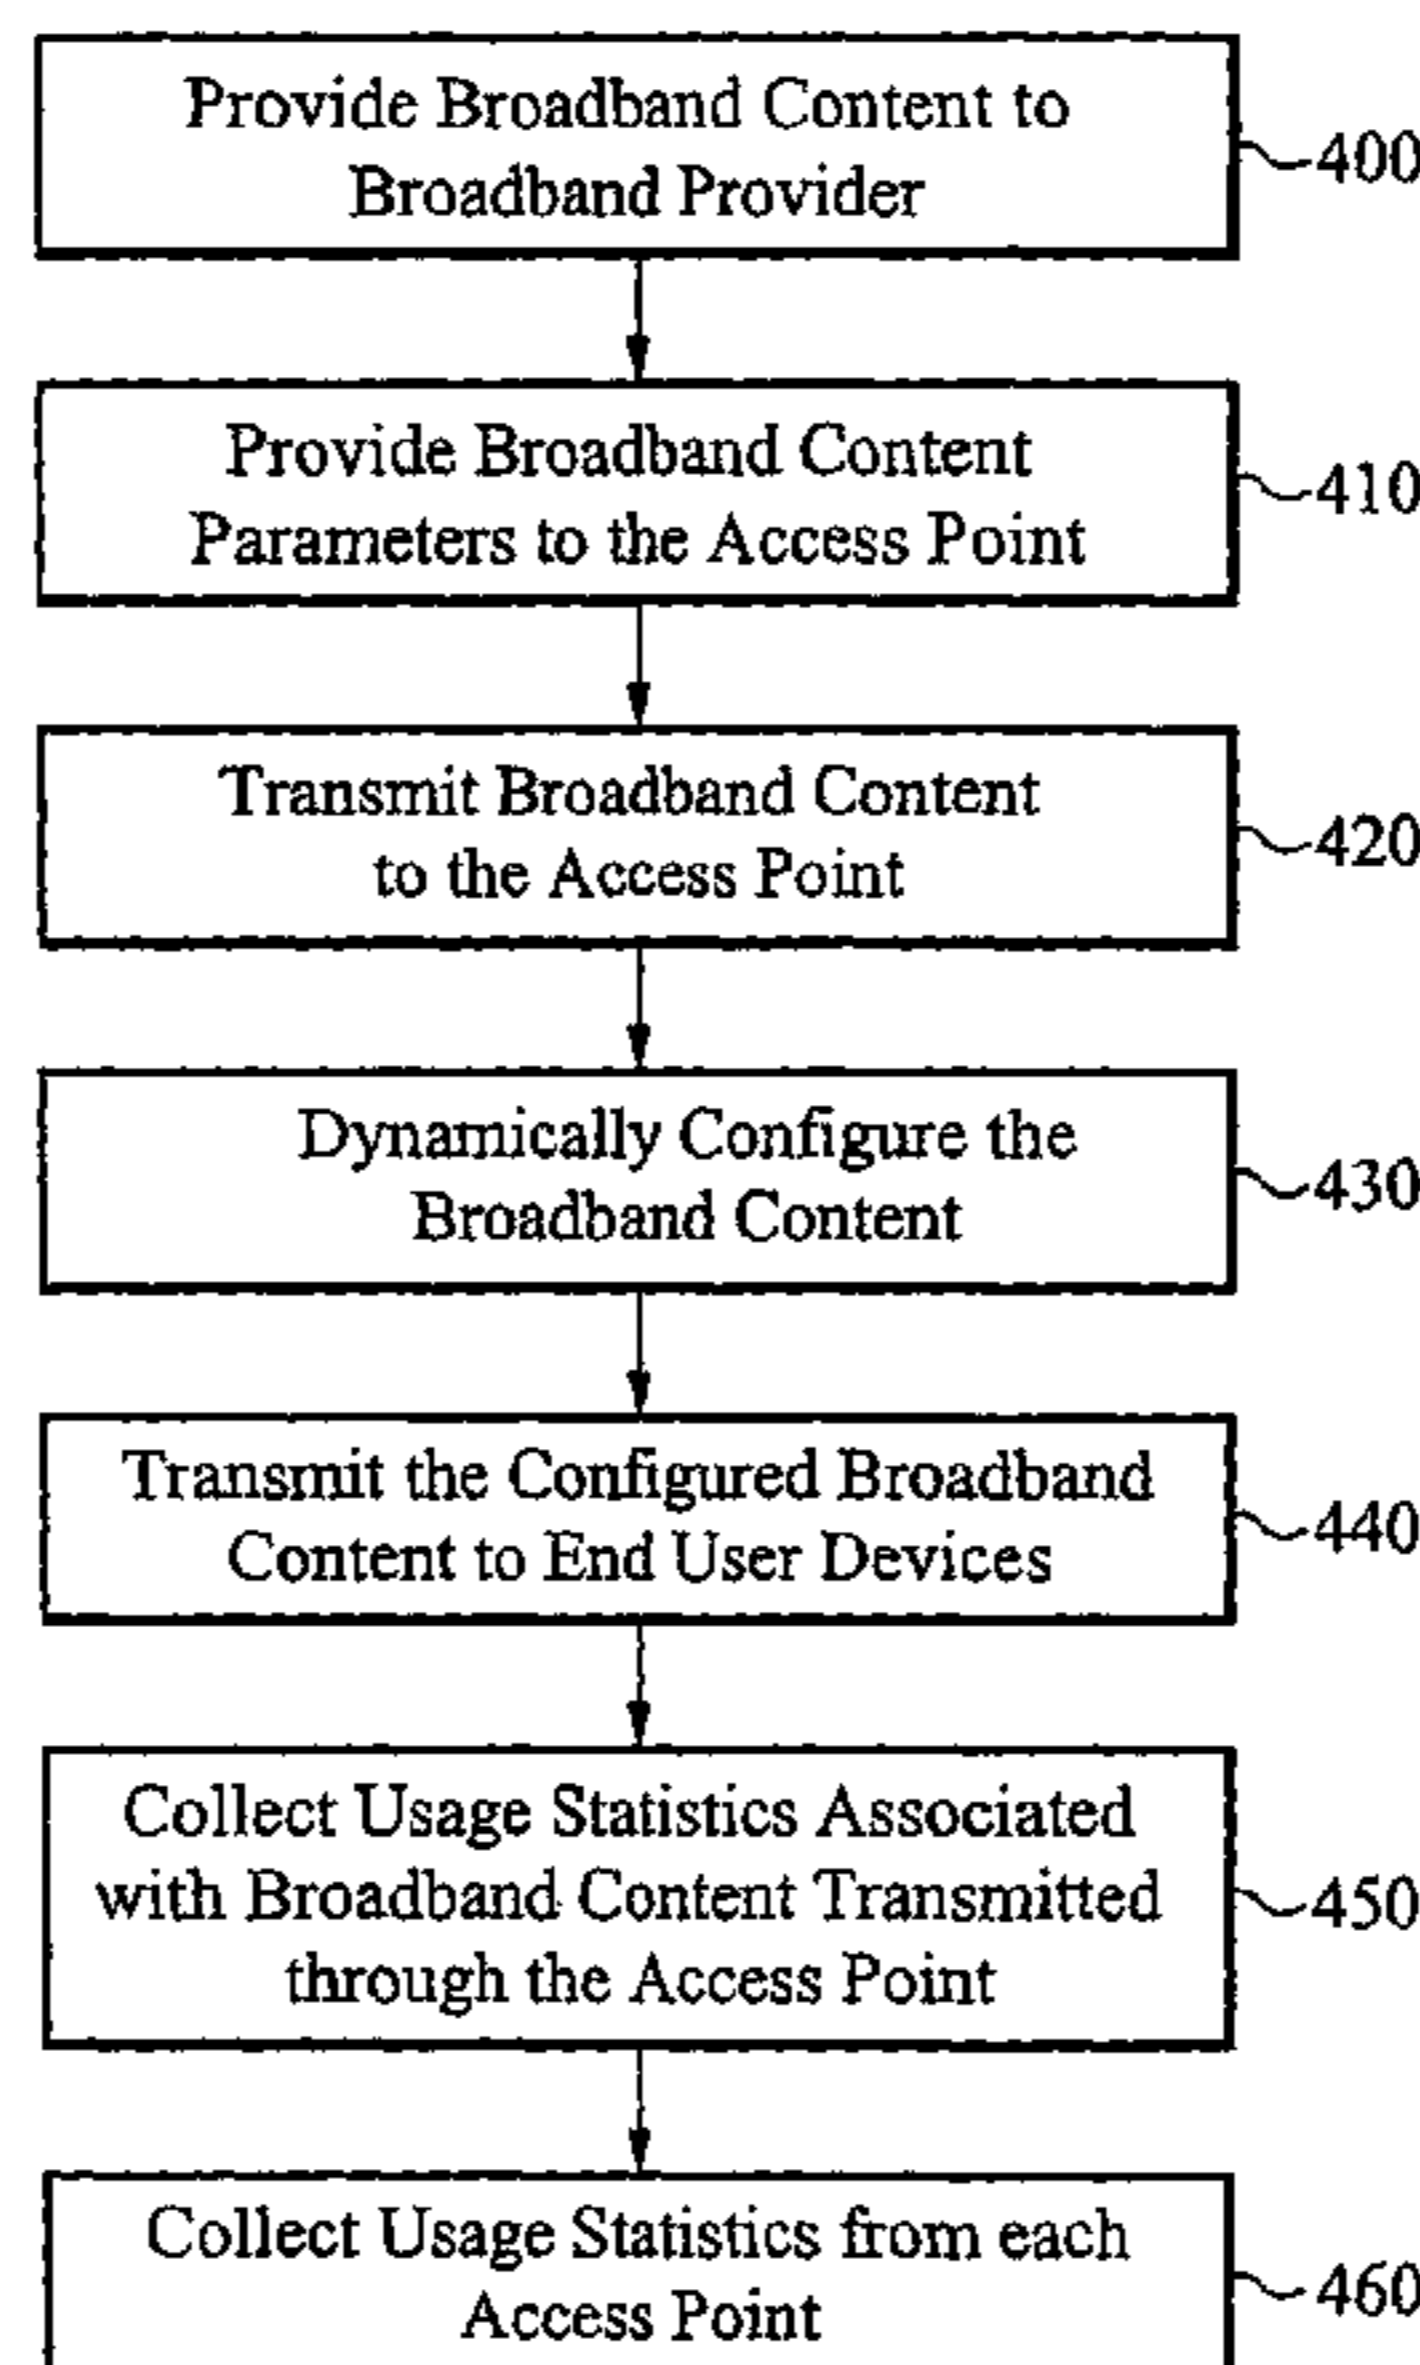 Provide Broadband Content to
Broadband Provider
400
Provide Broadband Content
Parameters to the Access Point
410
Transmit Broadband Content
to the Access Point
420
Dynamically Configure the
Broadband Content
430
Transmit the Configured Broadband
Content to End User Devices
440
Collect Usage Statistics Associated
with Broadband Content Transmitted
through the Access Point
450
Collect Usage Statistics from each
Access Point
460